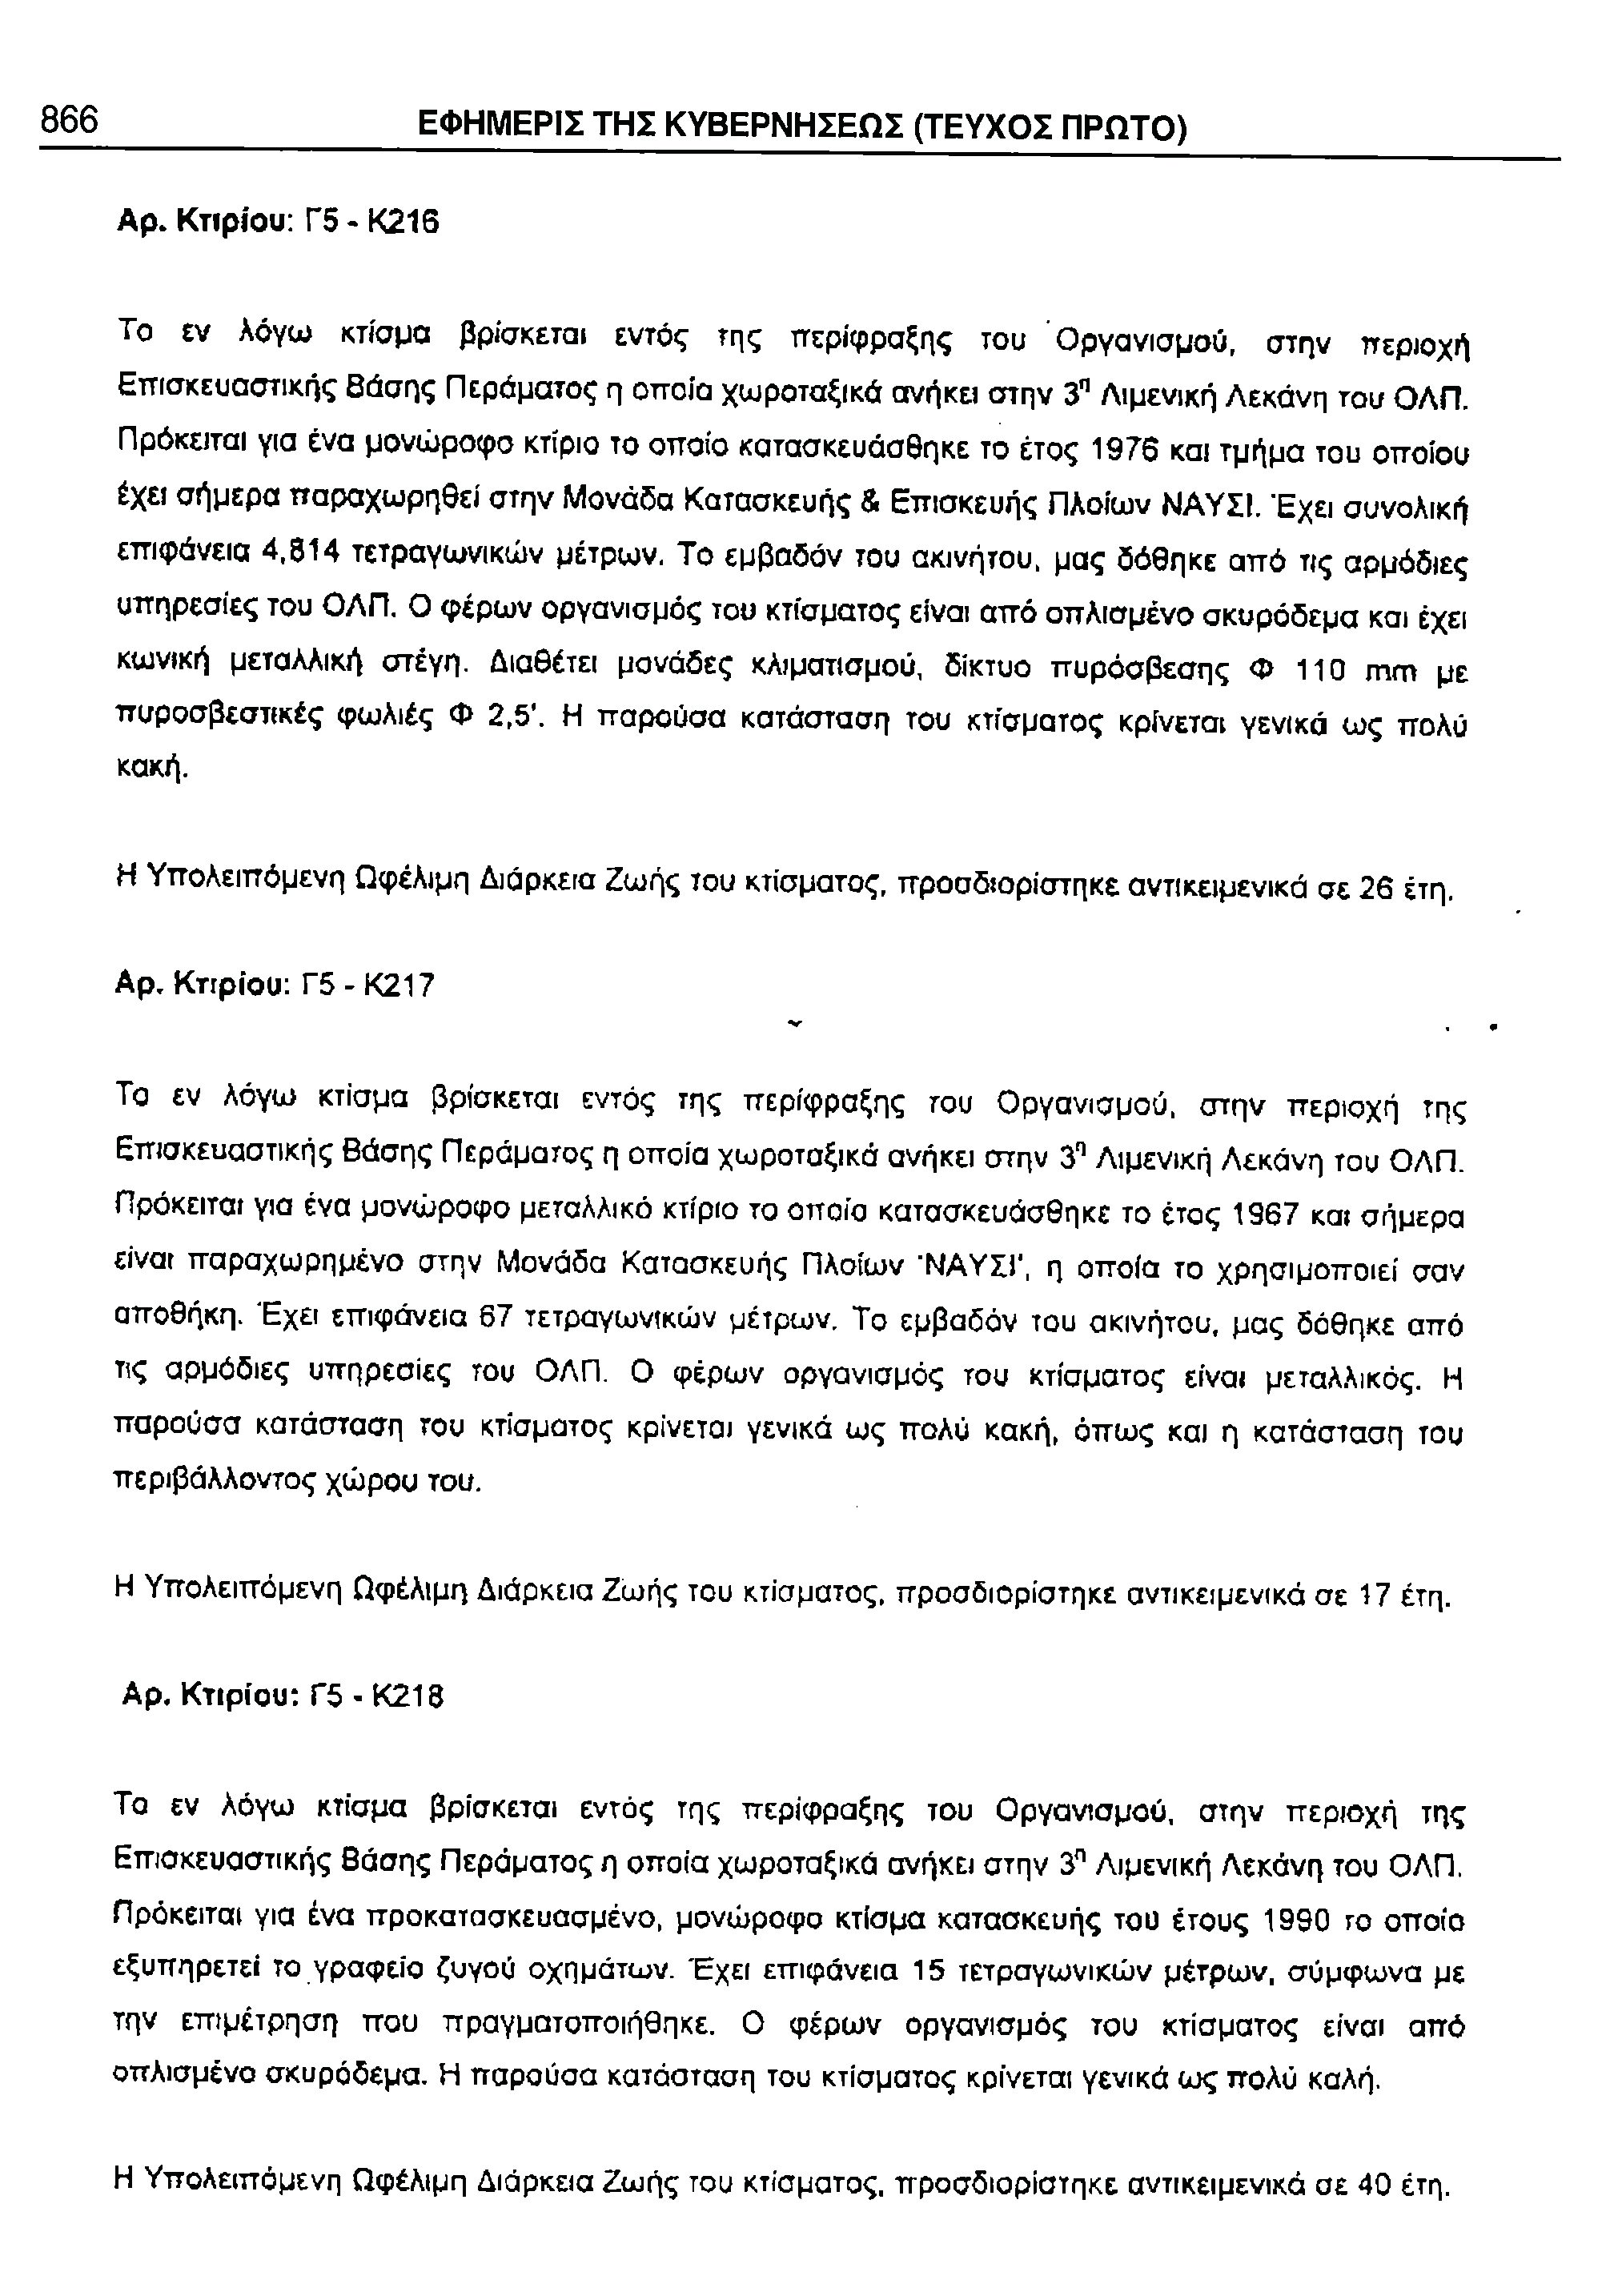 866
ΕΦΗΜΕΡΙΣ ΤΗΣ ΚΥΒΕΡΝΗΣΕΩΣ (ΤΕΥΧΟΣ ΠΡΩΤΟ)
Αρ. Κτιρίου: Γ5 - Κ216
Το εν λόγω κτίσμα βρίσκεται εντός της περίφραξης του Οργανισμού, στην περιοχή
Επισκευαστικής Βάσης Περάματος η οποία χωροταξικά ανήκει στην 3η Λιμενική Λεκάνη του ΟΛΠ.
Πρόκειται για ένα μονώροφο κτίριο το οποίο κατασκευάσθηκε το έτος 1976 και τμήμα του οποίου
έχει σήμερα παραχωρηθεί στην Μονάδα Κατασκευής & Επισκευής Πλοίων ΝΑΥΣΙ. Έχει συνολική
επιφάνεια 4,814 τετραγωνικών μέτρων. Το εμβαδόν του ακινήτου, μας δόθηκε από τις αρμόδιες
υπηρεσίες του ΟΛΠ. Ο φέρων οργανισμός του κτίσματος είναι από οπλισμένο σκυρόδεμα και έχει
κωνική μεταλλική στέγη. Διαθέτει μονάδες κλιματισμού, δίκτυο πυρόσβεσης Φ 110 mm με
πυροσβεστικές φωλιές Φ 2,5'. Η παρούσα κατάσταση του κτίσματος κρίνεται γενικά ως πολύ
κακή.
Η Υπολειπόμενη Ωφέλιμη Διάρκεια Ζωής του κτίσματος, προσδιορίστηκε αντικειμενικά σε 26 έτη.
Αρ. Κτιρίου: Γ5 - Κ217
Το εν λόγω κτίσμα βρίσκεται εντός της περίφραξης του Οργανισμού, στην περιοχή της
Επισκευαστικής Βάσης Περάματος η οποία χωροταξικά ανήκει στην 3η Λιμενική Λεκάνη του ΟΛΠ.
Πρόκειται για ένα μονώροφο μεταλλικό κτίριο το οποίο κατασκευάσθηκε το έτος 1967 και σήμερα
είναι παραχωρημένο στην Μονάδα Κατασκευής Πλοίων 'ΝΑΥΣΙ', η οποία το χρησιμοποιεί σαν
αποθήκη. Έχει επιφάνεια 67 τετραγωνικών μέτρων. Το εμβαδόν του ακινήτου, μας δόθηκε από
τις αρμόδιες υπηρεσίες του ΟΛΠ. Ο φέρων οργανισμός του κτίσματος είναι μεταλλικός. Η
παρούσα κατάσταση του κτίσματος κρίνεται γενικά ως πολύ κακή, όπως και η κατάσταση του
περιβάλλοντος χώρου του.
Η Υπολειπόμενη Ωφέλιμη Διάρκεια Ζωής του κτίσματος, προσδιορίστηκε αντικειμενικά σε 17 έτη.
Αρ. Κτιρίου: Γ5 - Κ218
Το εν λόγω κτίσμα βρίσκεται εντός της περίφραξης του Οργανισμού, στην περιοχή της
Επισκευαστικής Βάσης Περάματος η οποία χωροταξικά ανήκει στην 3η Λιμενική Λεκάνη του ΟΛΠ.
Πρόκειται για ένα προκατασκευασμένο, μονώροφο κτίσμα κατασκευής του έτους 1990 το οποίο
εξυπηρετεί το γραφείο ζυγού οχημάτων. Έχει επιφάνεια 15 τετραγωνικών μέτρων, σύμφωνα με
την επιμέτρηση που πραγματοποιήθηκε. Ο φέρων οργανισμός του κτίσματος είναι από
οπλισμένο σκυρόδεμα. Η παρούσα κατάσταση του κτίσματος κρίνεται γενικά ως πολύ καλή.
Η Υπολειπόμενη Ωφέλιμη Διάρκεια Ζωής του κτίσματος, προσδιορίστηκε αντικειμενικά σε 40 έτη.